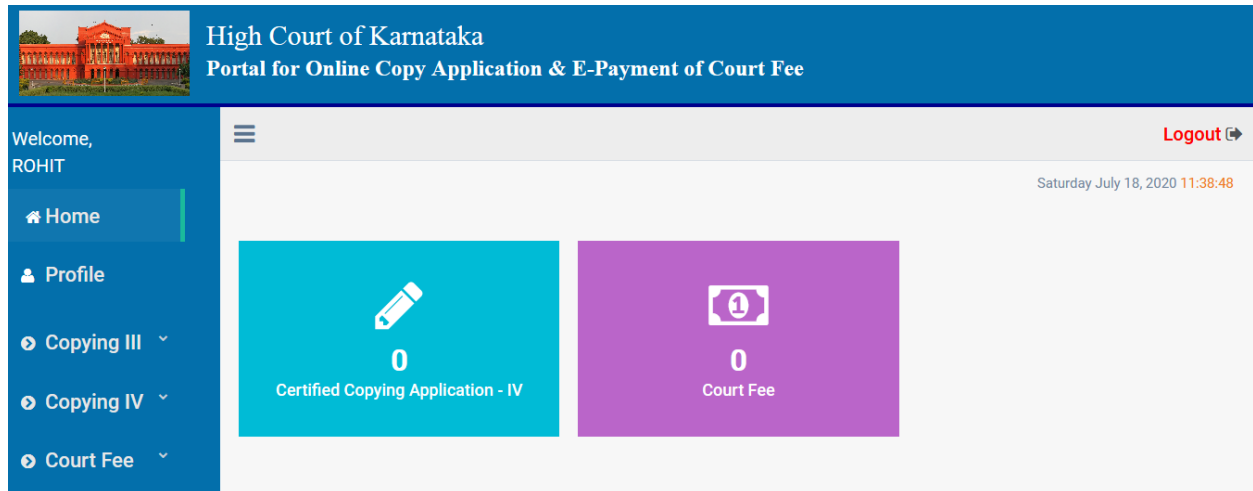 High Court of Karnataka
Portal for Online Copy Application & E-Payment of Court Fee
Welcome,
ROHIT
Logout
Saturday July 18, 2020 11:38:48
Home
Profile
Copying III
Copying IV
Court Fee
0
Certified Copying Application - IV
1
0
Court Fee